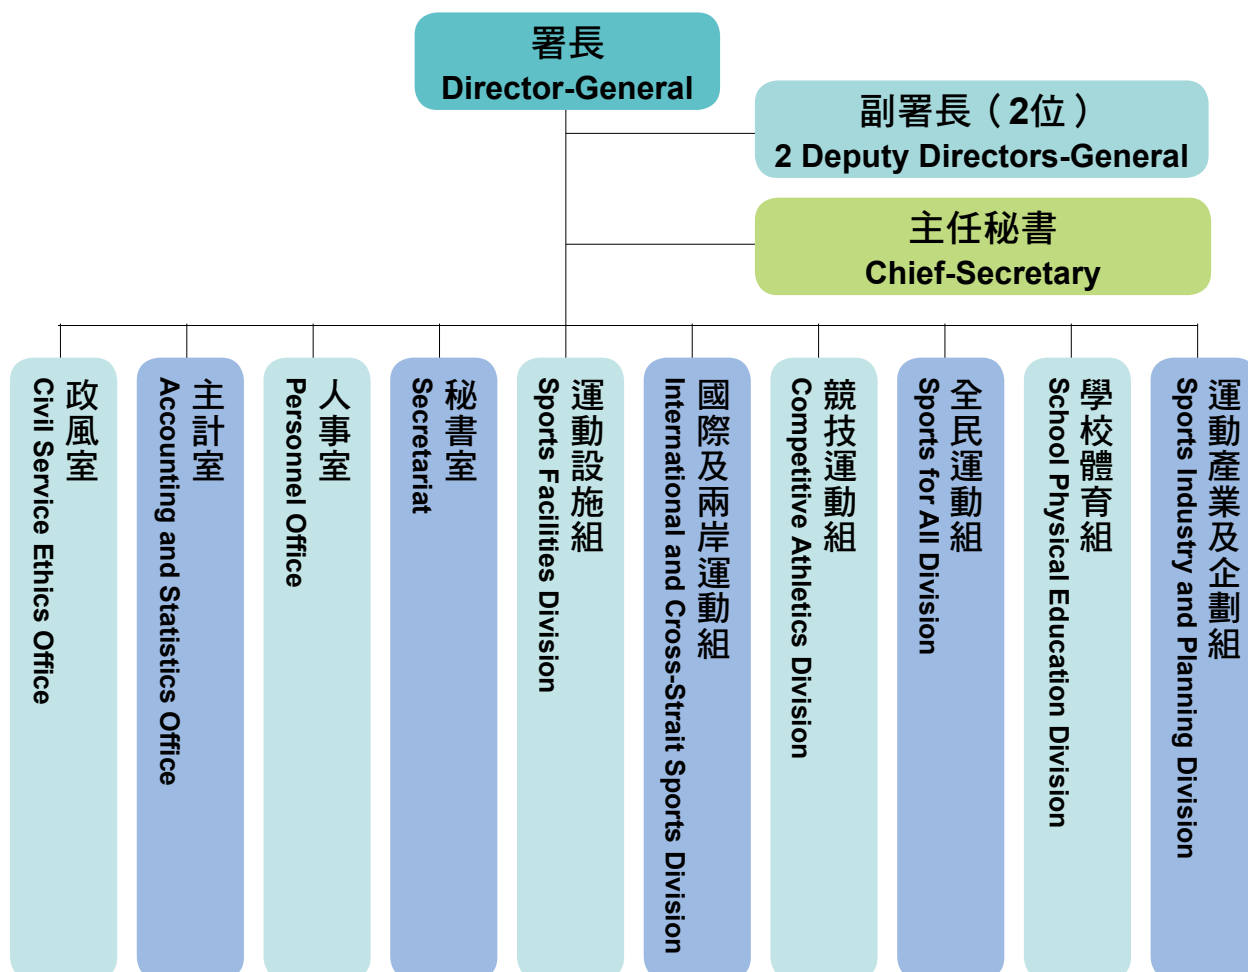 署長
Director-General
副署長（2位）
2 Deputy Directors-General
主任秘書
Chief-Secretary
政風室
Civil Service Ethics Office
主計室
Accounting and Statistics Office
人事室
Personnel Office
秘書室
Secretariat
運動設施組
Sports Facilities Division
國際及兩岸運動組
International and Cross-Strait Sports Division
競技運動組
Competitive Athletics Division
全民運動組
Sports for All Division
學校體育組
School Physical Education Division
運動產業及企劃組
Sports Industry and Planning Division